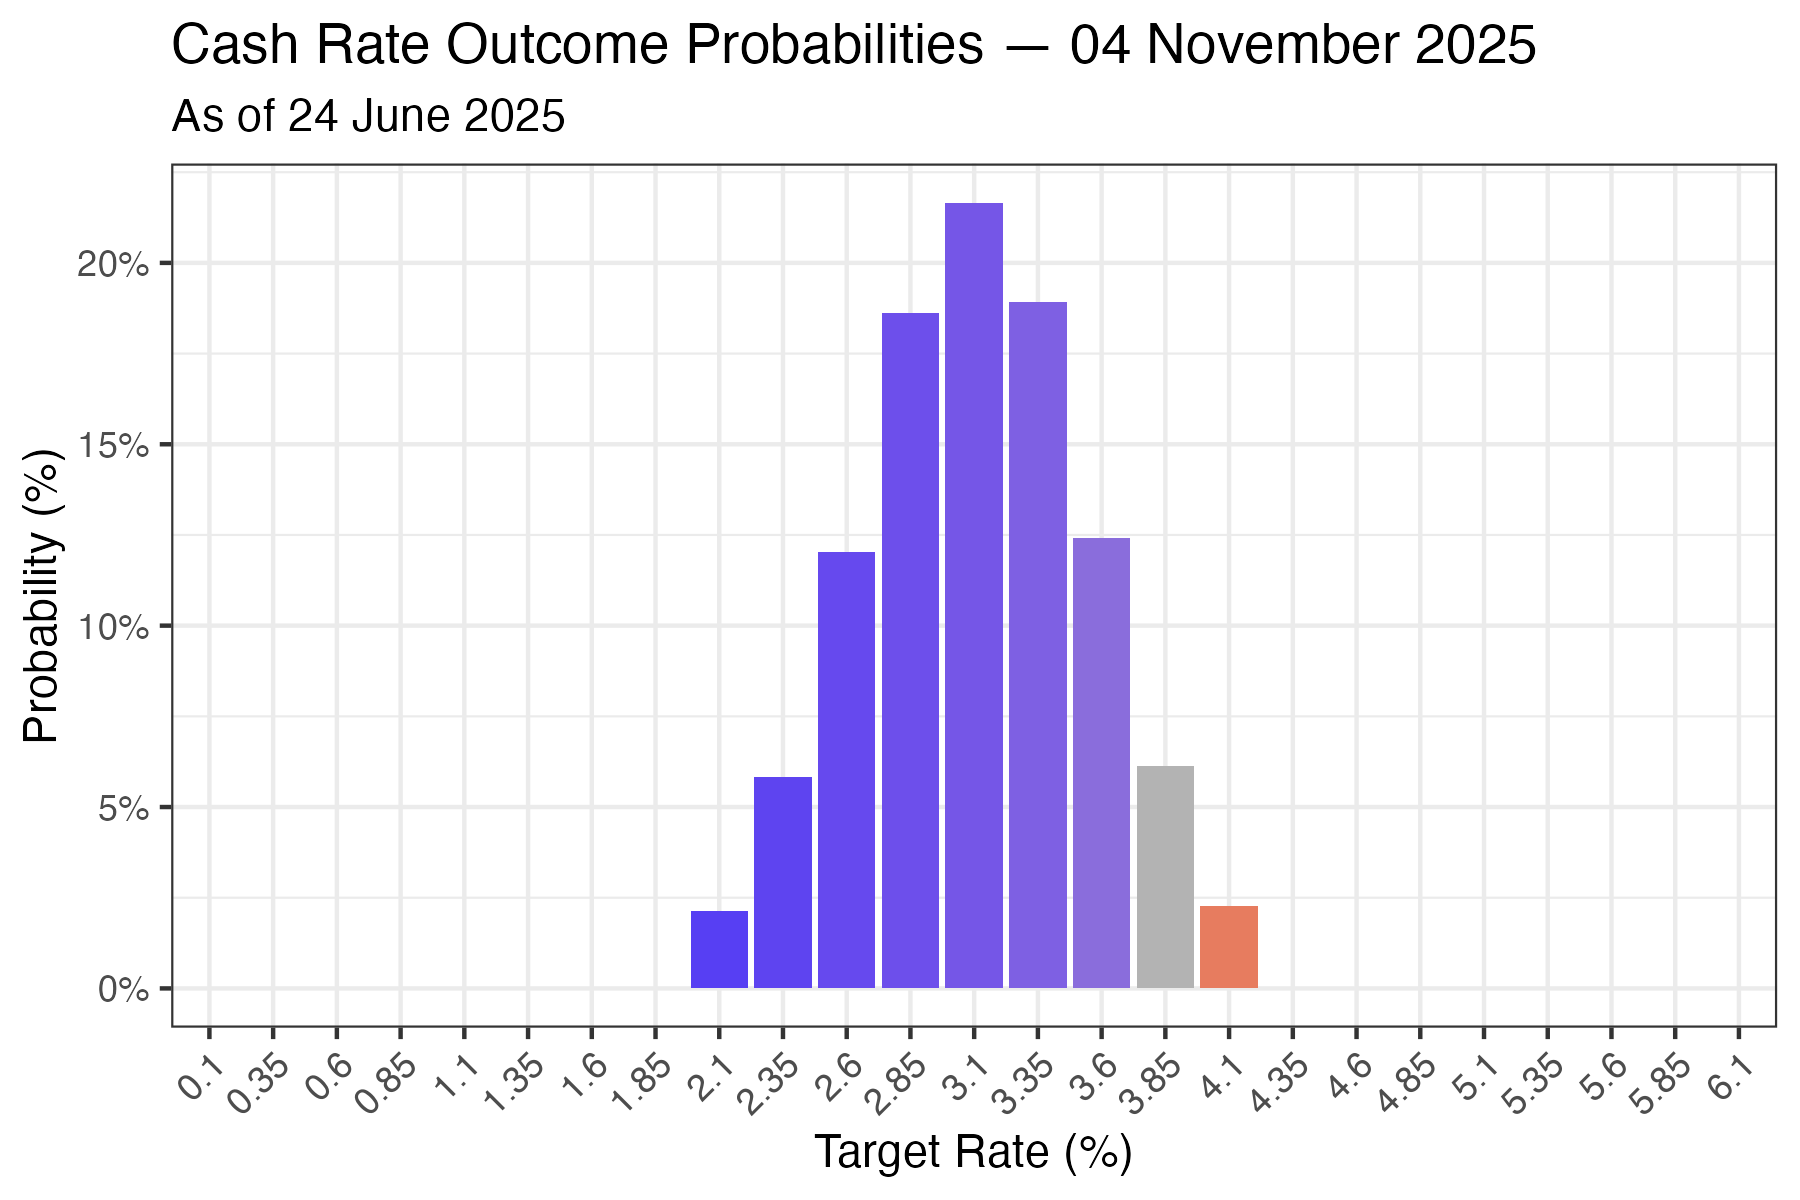 Cash Rate Outcome Probabilities — 04 November 2025
As of 24 June 2025
Probability (%)
20%
15%
10%
5%
0%
0.1 0.35 0.6 0.85 1.1 1.35 1.6 1.85 2.1 2.35 2.6 2.85 3.1 3.35 3.6 3.85 4.1 4.35 4.6 4.85 5.1 5.35 5.6 5.85 6.1
Target Rate (%)